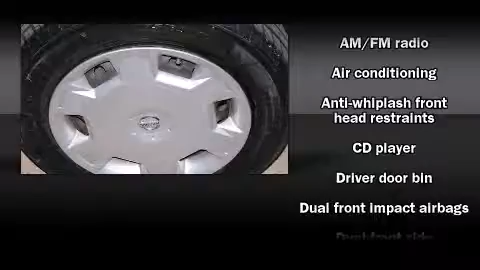 AM/FM radio
Air conditioning
Anti-whiplash front
head restraints
CD player
Driver door bin
Dual front impact airbags